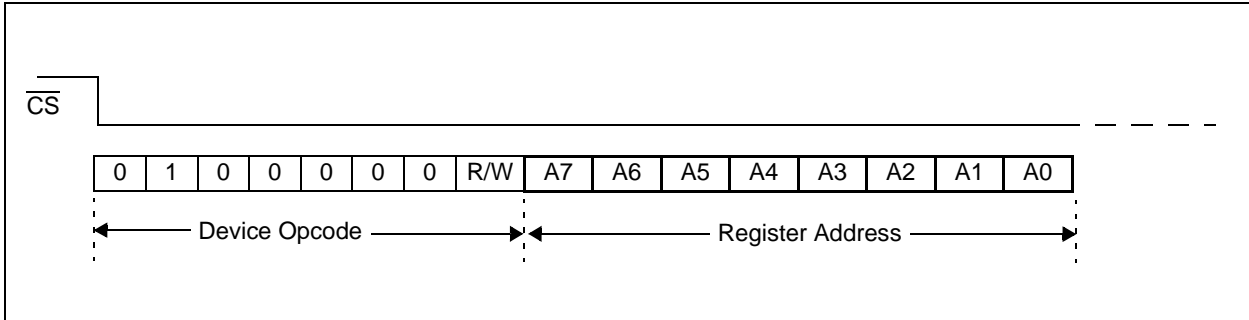 CS
0 1 0 0 0 0 0 R/W A7 A6 A5 A4 A3 A2 A1 A0
Device Opcode Register Address